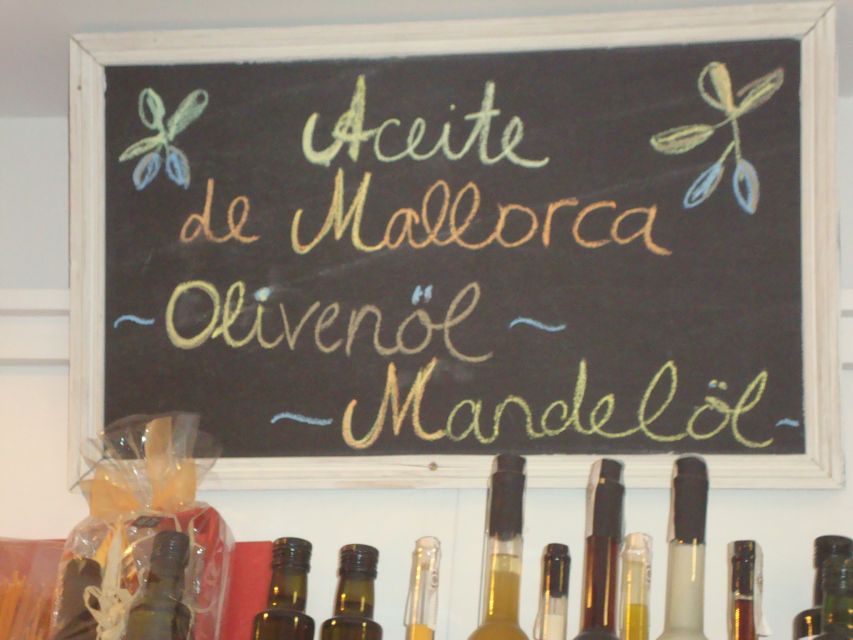 Aceite
de Mallorca
~ Olivenöl ~
~ Mandelöl ~